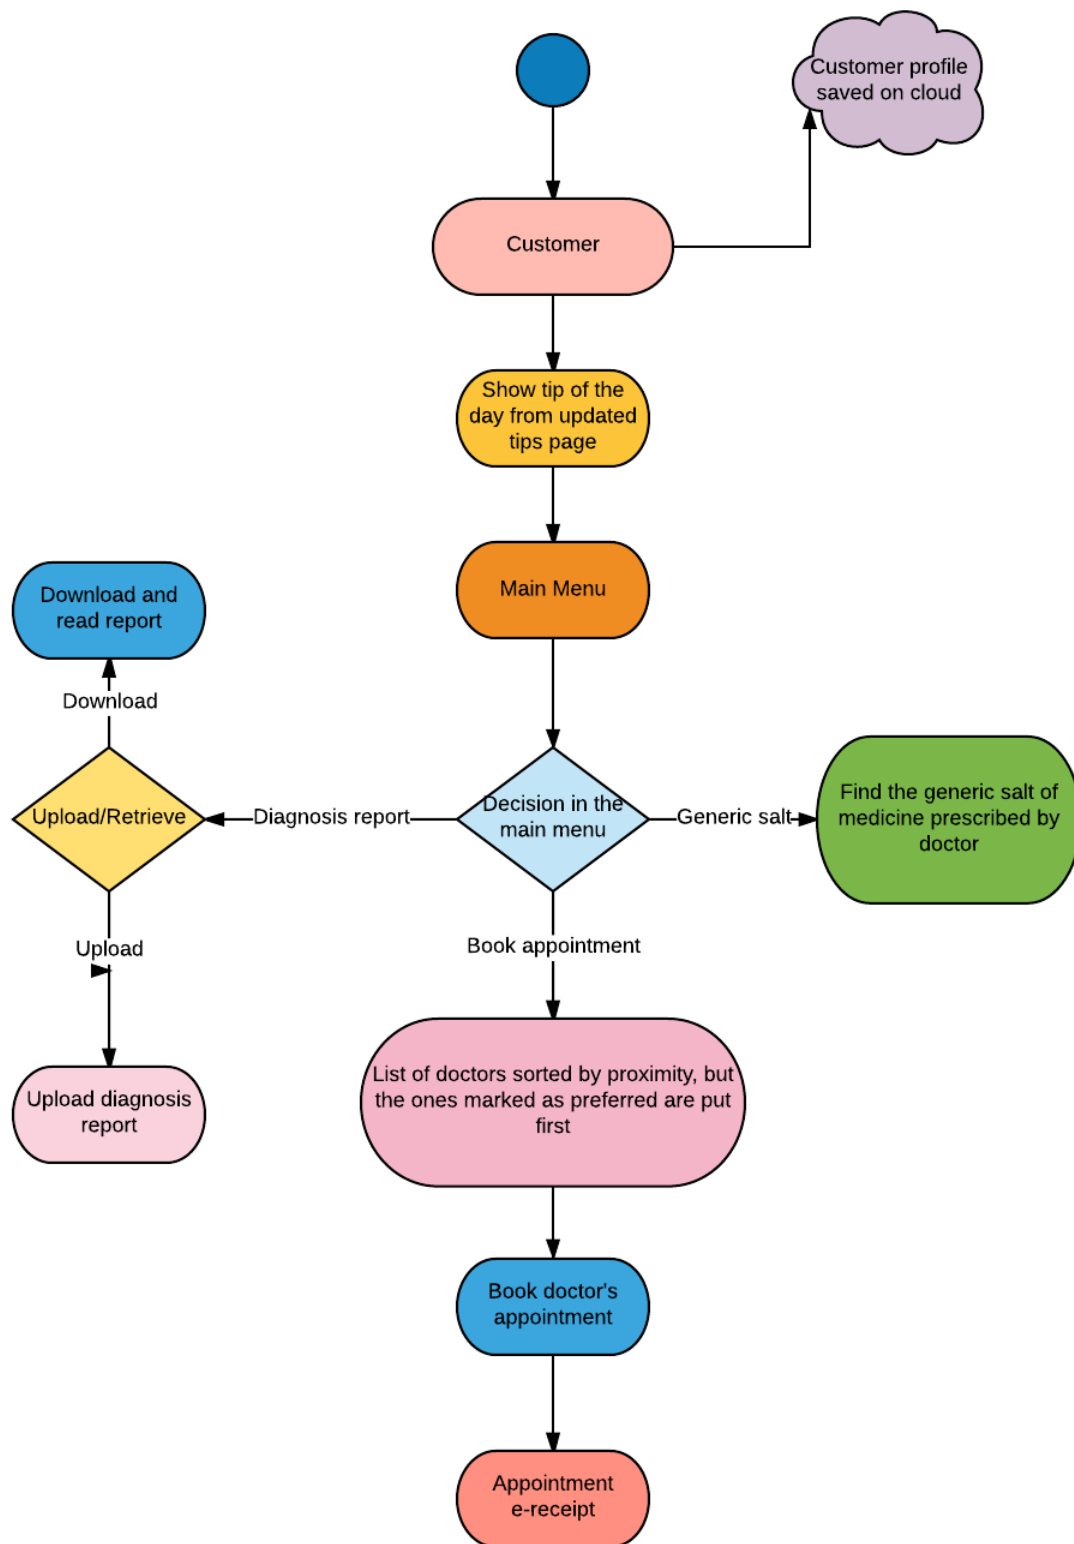 Customer profile
saved on cloud
Customer
Show tip of the
day from updated
tips page
Main Menu
Download and
read report
Download
Upload/Retrieve
Diagnosis report
Decision in the
main menu
Generic salt
Find the generic salt of
medicine prescribed by
doctor
Upload
Book appointment
Upload diagnosis
report
List of doctors sorted by proximity, but
the ones marked as preferred are put
first
Book doctor's
appointment
Appointment
e-receipt